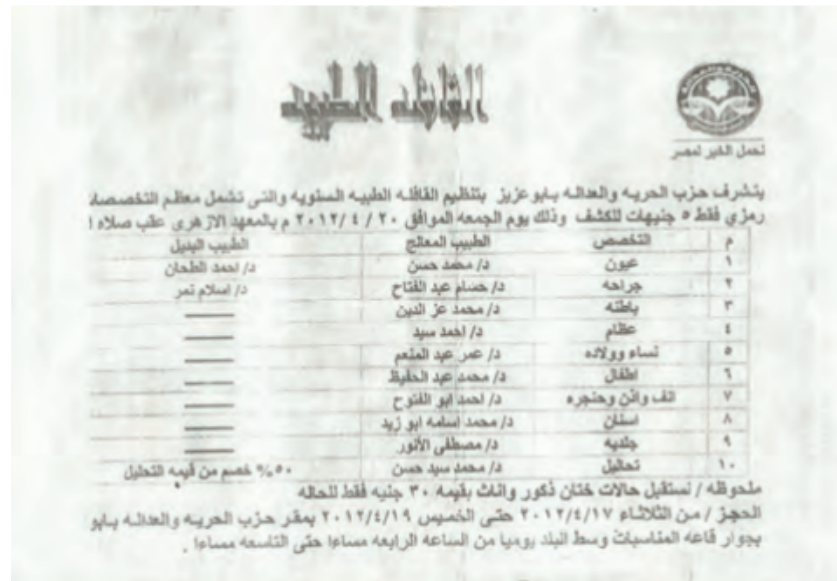 القافله الطبيه
نحمل الخير لمصر
يتشرف حزب الحريه والعداله بابو عزيز بتنظيم القافله الطبيه السنويه والتى تشمل معظم التخصصات
رمزي فقط ٥ جنيهات للكشف وذلك يوم الجمعه الموافق ٢٠ / ٤ / ٢٠١٢ م بالمعهد الازهرى عقب صلاه ا
م التخصص الطبيب المعالج الطبيب البديل
١ عيون د/ محمد حسن د/ احمد الطحان
٢ جراحه د/ حسام عبد الفتاح د/ اسلام نمر
٣ باطنه د/ محمد عز الدين
٤ عظام د/ احمد سيد
٥ نساء وولاده د/ عمر عبد المنعم
٦ اطفال د/ محمد عبد الحفيظ
٧ انف واذن وحنجره د/ احمد ابو الفتوح
٨ اسنان د/ محمد اسامه ابو زيد
٩ جلديه د/ مصطفى الأنور
١٠ تحاليل د/ محمد سيد حسن ٥٠% خصم من قيمه التحليل
ملحوظه / نستقبل حالات ختان ذكور واناث بقيمه ٣٠ جنيه فقط للحاله
الحجز / من الثلاثاء ٢٠١٢/٤/١٧ حتى الخميس ٢٠١٢/٤/١٩ بمقر حزب الحريه والعداله بابو
بجوار قاعه المناسبات وسط البلد يوميا من الساعه الرابعه مساءا حتى التاسعه مساءا .